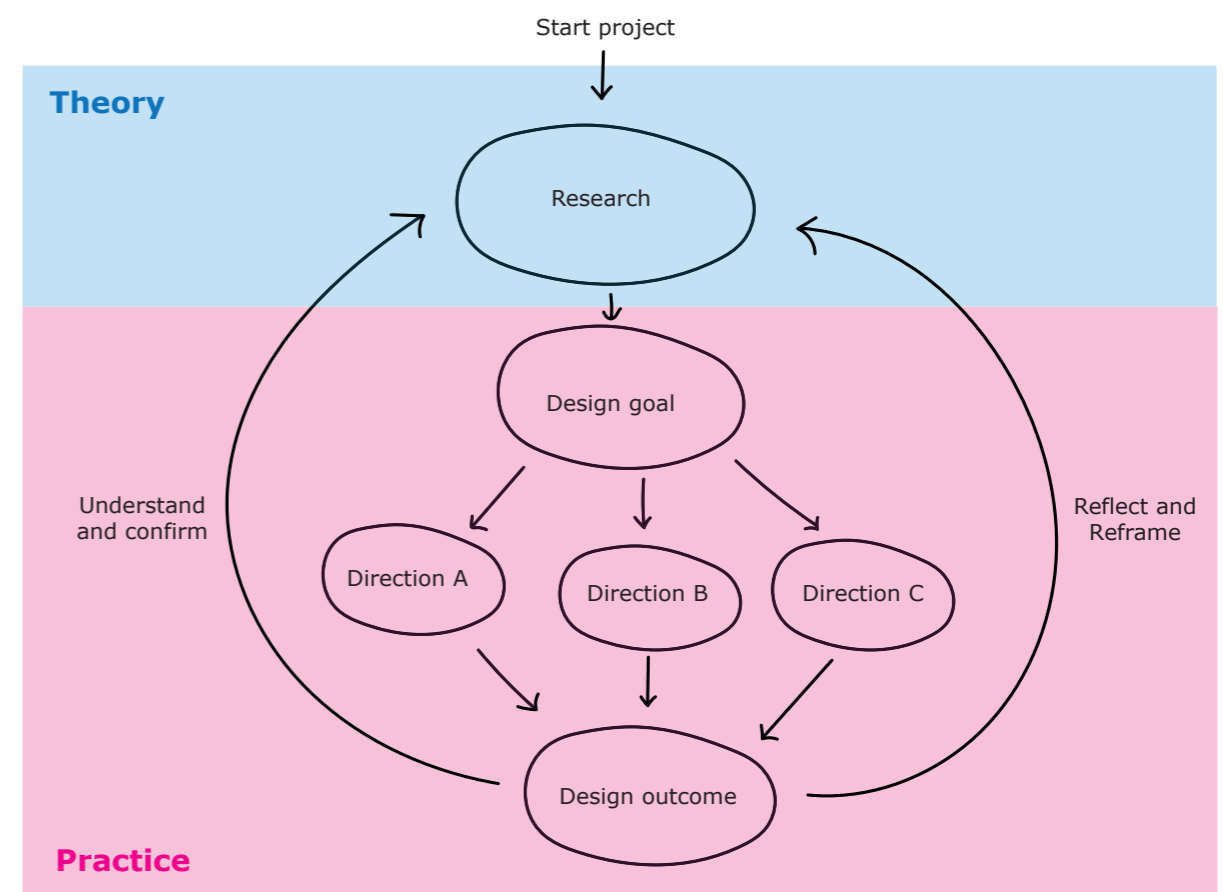 Start project
Theory
Research
Design goal
Understand
and confirm
Reflect and
Reframe
Direction A
Direction B
Direction C
Design outcome
Practice